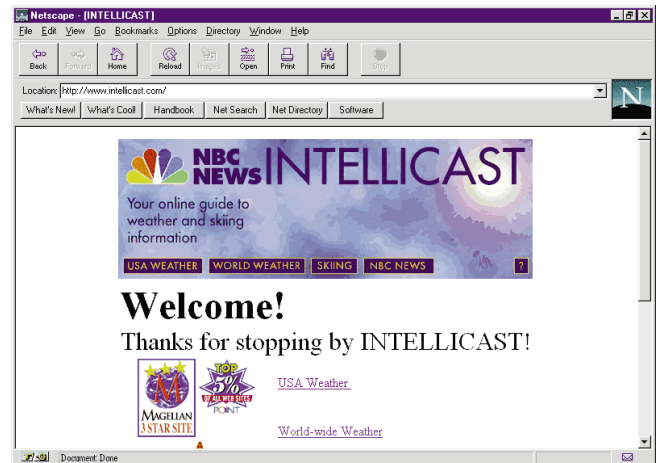 Netscape - [INTELLICAST]
File Edit View Go Bookmarks Options Directory Window Help
Back Forward Home Reload Images Open Print Find Stop
Location: http://www.intellicast.com/
N
What's New! What's Cool! Handbook Net Search Net Directory Software
NBC
NEWS INTELLICAST
Your online guide to
weather and skiing
information
USA WEATHER WORLD WEATHER SKIING NBC NEWS ?
Welcome!
Thanks for stopping by INTELLICAST!
M
MAGELLAN
3 STAR SITE
TOP
5%
OF ALL WEB SITES
POINT
USA Weather
World-wide Weather
A
Document: Done